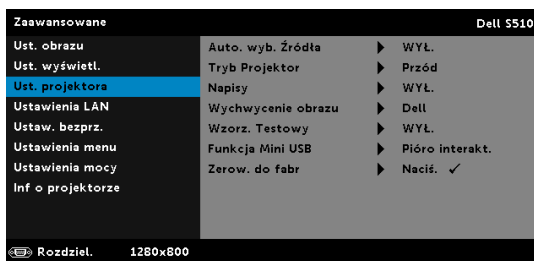 Zaawansowane Dell S510
Ust. obrazu
Ust. wyświetl.
Ust. projektora
Ustawienia LAN
Ustaw. bezprz.
Ustawienia menu
Ustawienia mocy
Inf o projektorze
Auto. wyb. Źródła WYŁ.
Tryb Projektor Przód
Napisy WYŁ.
Wychwycenie obrazu Dell
Wzorz. Testowy WYŁ.
Funkcja Mini USB Pióro interakt.
Zerow. do fabr Naciś. ✓
Rozdziel. 1280x800